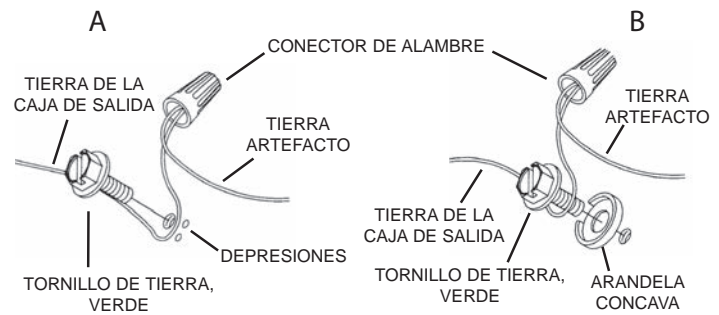 A
B
CONECTOR DE ALAMBRE
TIERRA DE LA
CAJA DE SALIDA
TIERRA
ARTEFACTO
DEPRESIONES
TORNILLO DE TIERRA,
VERDE
TIERRA
ARTEFACTO
TIERRA DE LA
CAJA DE SALIDA
TORNILLO DE TIERRA,
VERDE
ARANDELA
CONCAVA